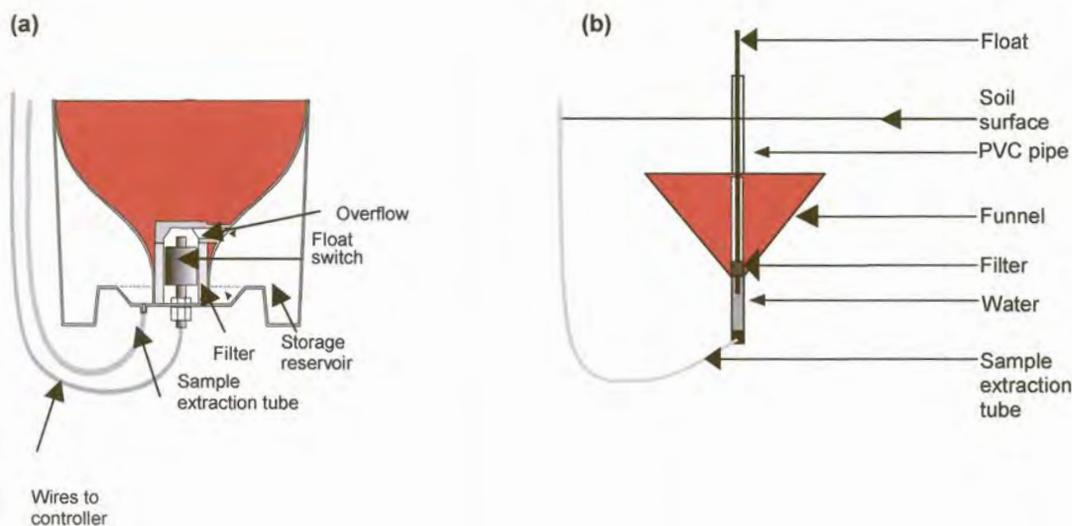 (a)
Overflow
Float
switch
Filter
Storage
reservoir
Sample
extraction tube
Wires to
controller
(b)
Float
Soil
surface
PVC pipe
Funnel
Filter
Water
Sample
extraction
tube